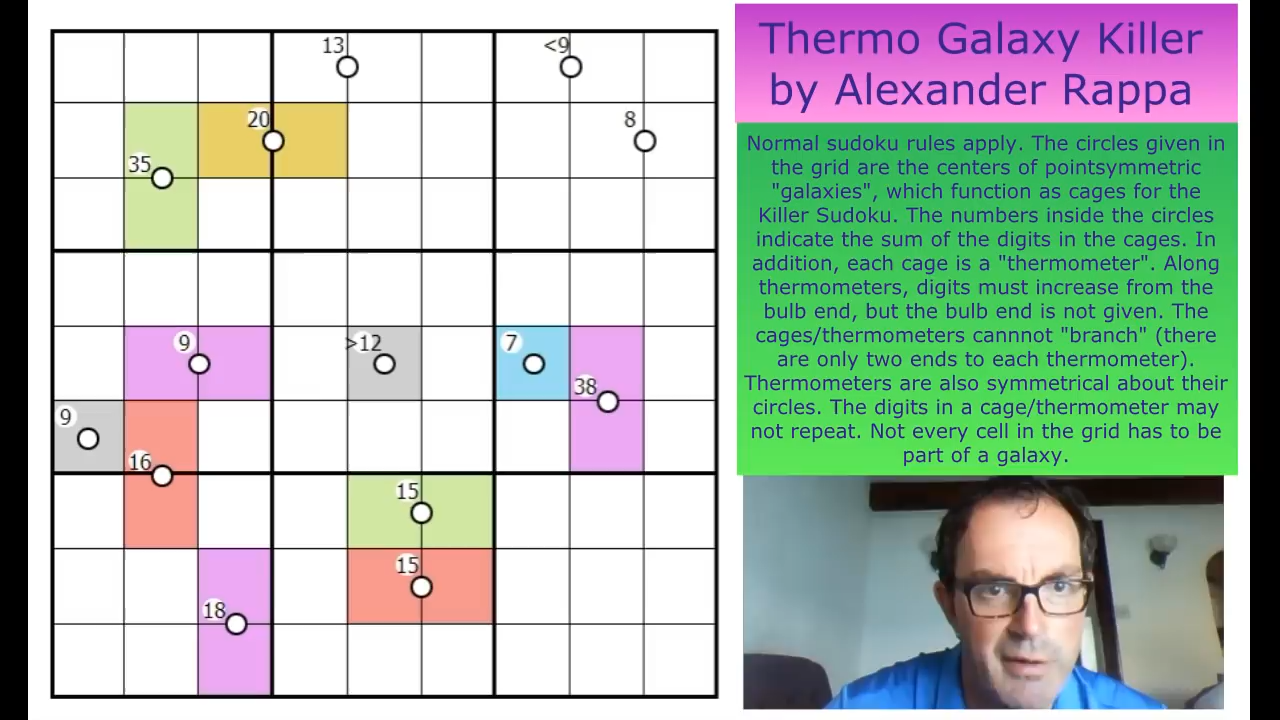 Thermo Galaxy Killer
by Alexander Rappa
Normal sudoku rules apply. The circles given in
the grid are the centers of pointsymmetric
"galaxies", which function as cages for the
Killer Sudoku. The numbers inside the circles
indicate the sum of the digits in the cages. In
addition, each cage is a "thermometer". Along
thermometers, digits must increase from the
bulb end, but the bulb end is not given. The
cages/thermometers cannnot "branch" (there
are only two ends to each thermometer).
Thermometers are also symmetrical about their
circles. The digits in a cage/thermometer may
not repeat. Not every cell in the grid has to be
part of a galaxy.
13
<9
20
8
35
9
>12
7
38
9
16
15
15
18